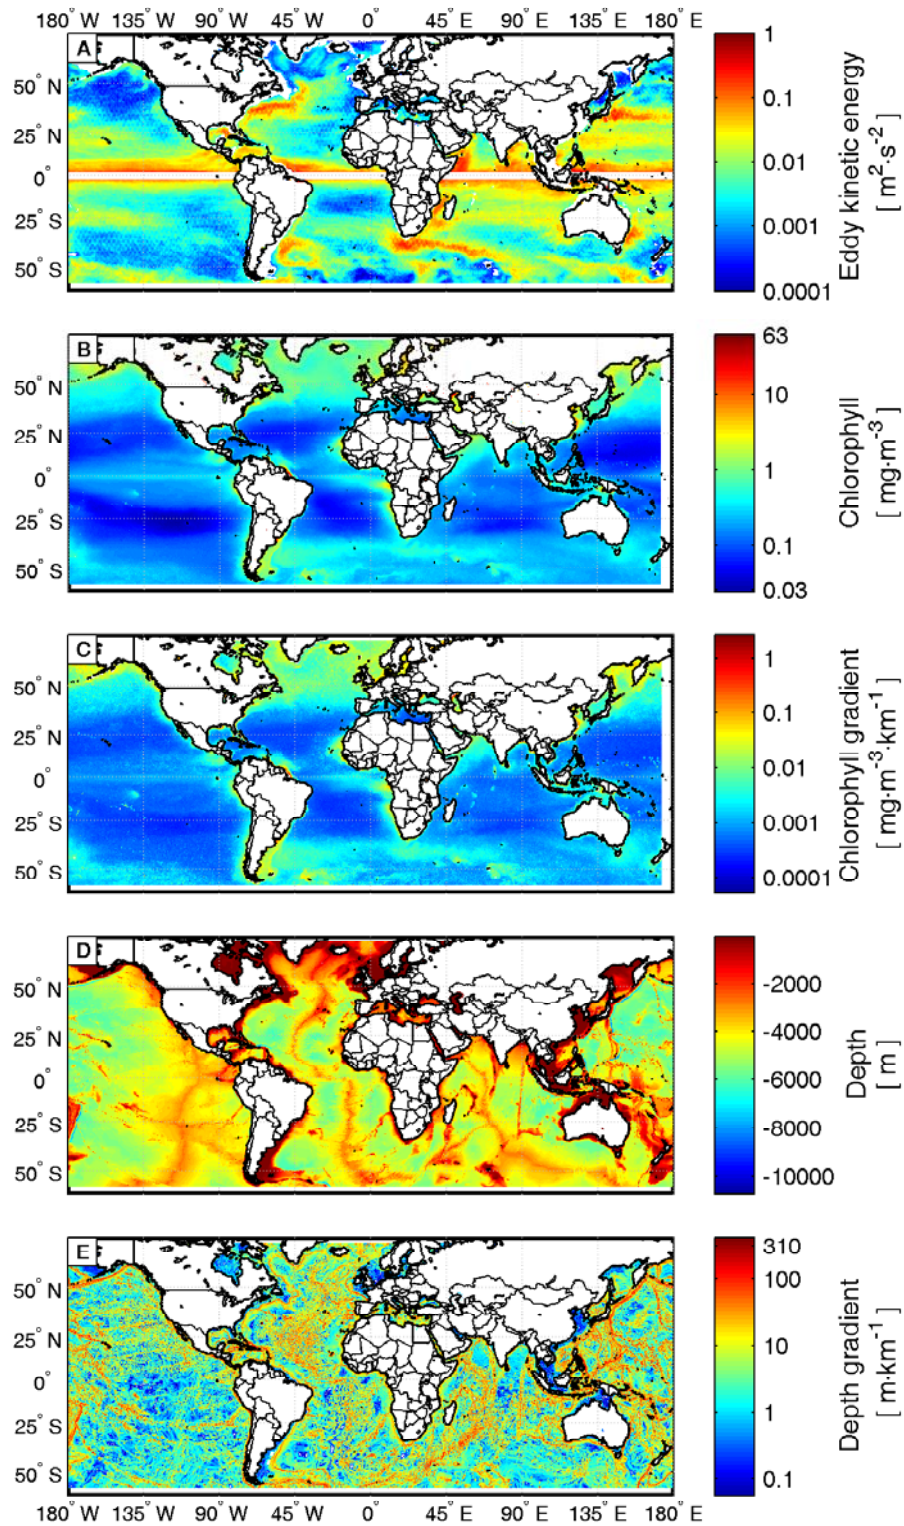 180° W 135° W 90° W 45° W 0° 45° E 90° E 135° E 180° E
A
50° N
25° N
0°
25° S
50° S
1
0.1
0.01
0.001
0.0001
Eddy kinetic energy
[ m²·s⁻² ]
B
50° N
25° N
0°
25° S
50° S
63
10
1
0.1
0.03
Chlorophyll
[ mg·m⁻³ ]
C
50° N
25° N
0°
25° S
50° S
1
0.1
0.01
0.001
0.0001
Chlorophyll gradient
[ mg·m⁻³·km⁻¹ ]
D
50° N
25° N
0°
25° S
50° S
-2000
-4000
-6000
-8000
-10000
Depth
[ m ]
E
50° N
25° N
0°
25° S
50° S
310
100
10
1
0.1
Depth gradient
[ m·km⁻¹ ]
180° W 135° W 90° W 45° W 0° 45° E 90° E 135° E 180° E